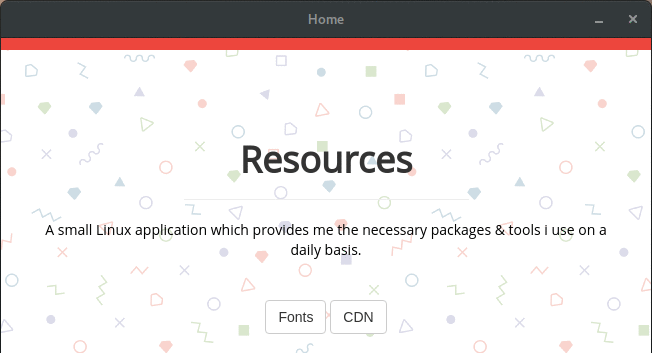 Home
Resources
A small Linux application which provides me the necessary packages & tools i use on a
daily basis.
Fonts CDN